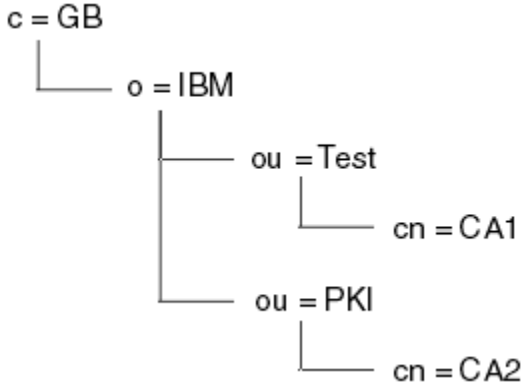 c = GB
o = IBM
ou = Test
cn = CA1
ou = PKI
cn = CA2